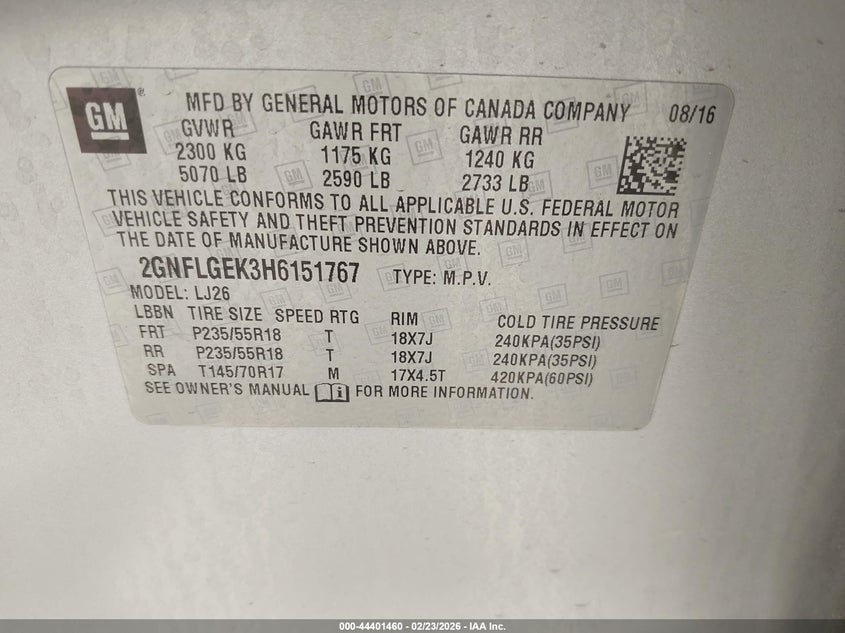 GM ®
MFD BY GENERAL MOTORS OF CANADA COMPANY 08/16
GVWR GAWR FRT GAWR RR
2300 KG 1175 KG 1240 KG
5070 LB 2590 LB 2733 LB
THIS VEHICLE CONFORMS TO ALL APPLICABLE U.S. FEDERAL MOTOR
VEHICLE SAFETY AND THEFT PREVENTION STANDARDS IN EFFECT ON
THE DATE OF MANUFACTURE SHOWN ABOVE.
2GNFLGEK3H6151767 TYPE: M.P.V.
MODEL: LJ26
LBBN TIRE SIZE SPEED RTG RIM COLD TIRE PRESSURE
FRT P235/55R18 T 18X7J 240KPA(35PSI)
RR P235/55R18 T 18X7J 240KPA(35PSI)
SPA T145/70R17 M 17X4.5T 420KPA(60PSI)
SEE OWNER'S MANUAL i FOR MORE INFORMATION.
000-44401460 - 02/23/2026 - IAA Inc.